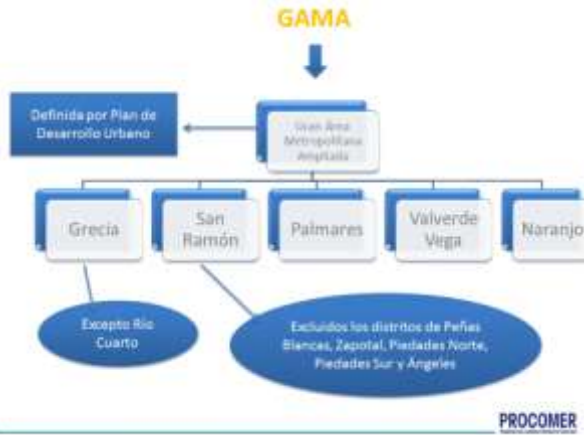 GAMA
Definida por Plan de
Desarrollo Urbano
Gran Área
Metropolitana
Ampliada
Grecia
San
Ramón
Palmares
Valverde
Vega
Naranjo
Excepto Río
Cuarto
Excluidos los distritos de Peñas
Blancas, Zapotal, Piedades Norte,
Piedades Sur y Ángeles
PROCOMER